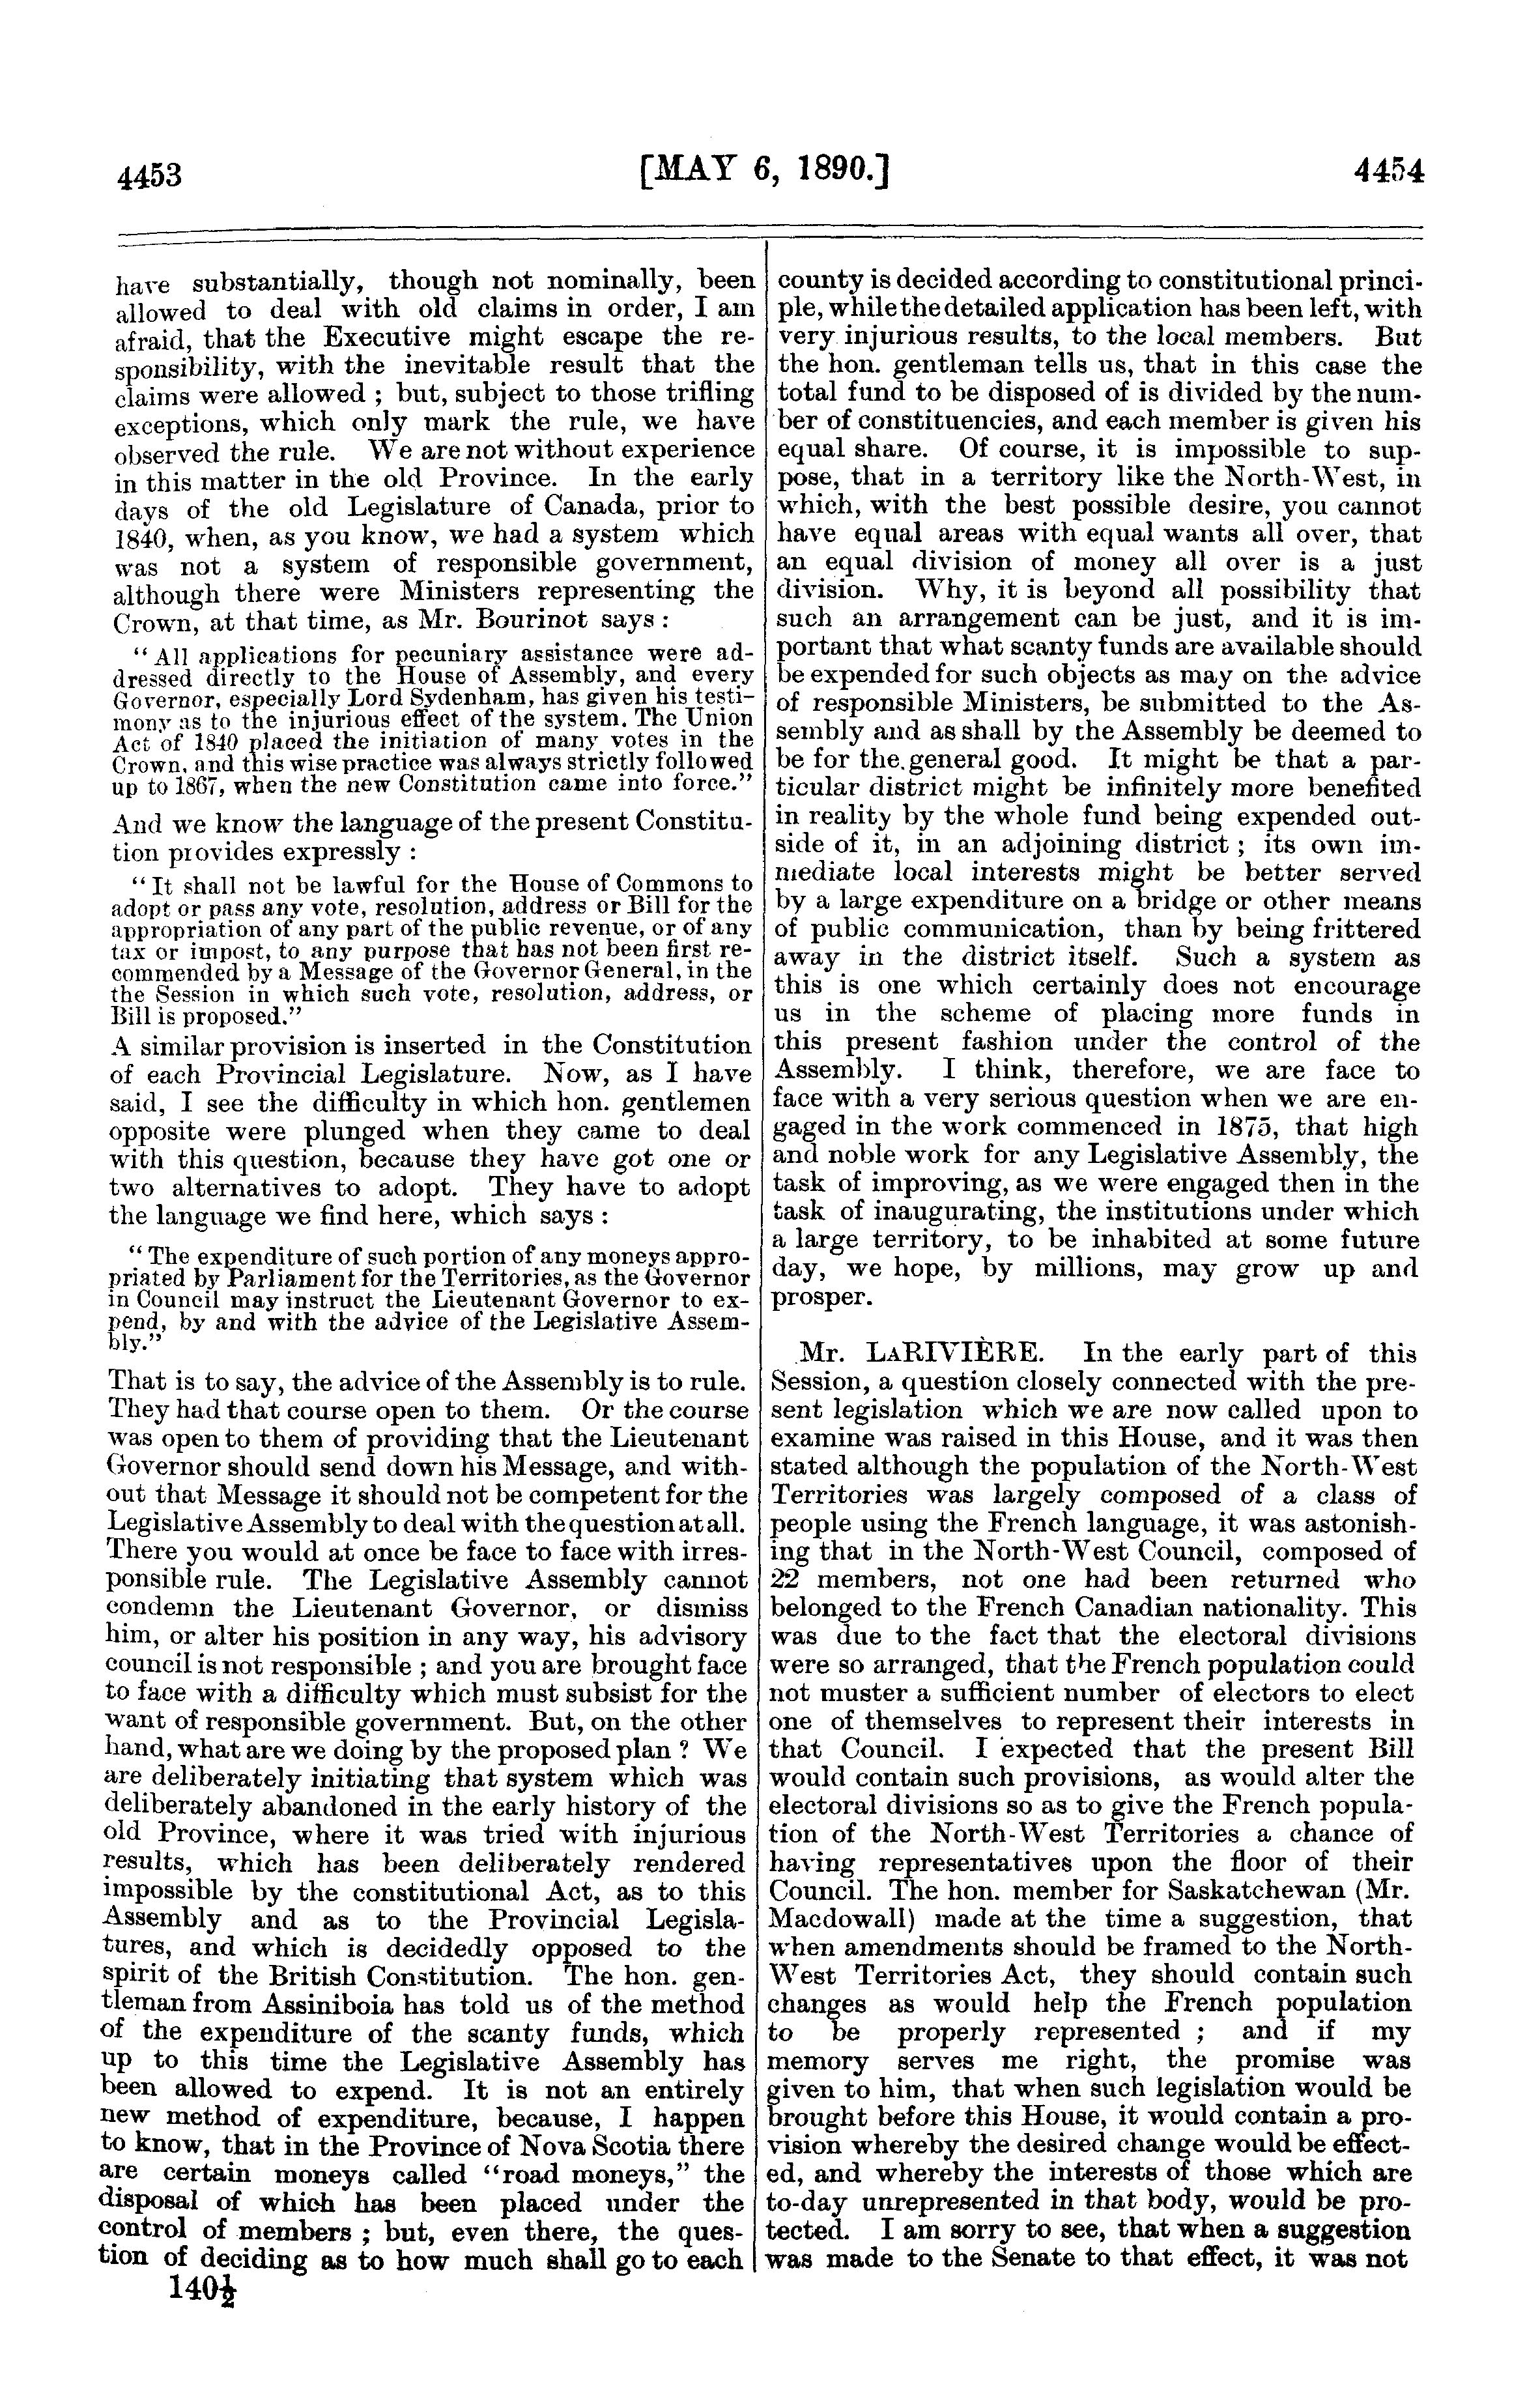 4453
[MAY 6, 1890.]
4454
have substantially, though not nominally, been
allowed to deal with old claims in order, I am
afraid, that the Executive might escape the re-
sponsibility, with the inevitable result that the
claims were allowed ; but, subject to those trifling
exceptions, which only mark the rule, we have
observed the rule. We are not without experience
in this matter in the old Province. In the early
days of the old Legislature of Canada, prior to
1840, when, as you know, we had a system which
was not a system of responsible government,
although there were Ministers representing the
Crown, at that time, as Mr. Bourinot says :
"All applications for pecuniary assistance were ad-
dressed directly to the House of Assembly, and every
Governor, especially Lord Sydenham, has given his testi-
mony as to the injurious effect of the system. The Union
Act of 1840 placed the initiation of many votes in the
Crown, and this wise practice was always strictly followed
up to 1867, when the new Constitution came into force."
And we know the language of the present Constitu-
tion provides expressly :
"It shall not be lawful for the House of Commons to
adopt or pass any vote, resolution, address or Bill for the
appropriation of any part of the public revenue, or of any
tax or impost, to any purpose that has not been first re-
commended by a Message of the Governor General, in the
the Session in which such vote, resolution, address, or
Bill is proposed."
A similar provision is inserted in the Constitution
of each Provincial Legislature. Now, as I have
said, I see the difficulty in which hon. gentlemen
opposite were plunged when they came to deal
with this question, because they have got one or
two alternatives to adopt. They have to adopt
the language we find here, which says :
"The expenditure of such portion of any moneys appro-
priated by Parliament for the Territories, as the Governor
in Council may instruct the Lieutenant Governor to ex-
pend, by and with the advice of the Legislative Assem-
bly."
That is to say, the advice of the Assembly is to rule.
They had that course open to them. Or the course
was open to them of providing that the Lieutenant
Governor should send down his Message, and with-
out that Message it should not be competent for the
Legislative Assembly to deal with the question at all.
There you would at once be face to face with irres-
ponsible rule. The Legislative Assembly cannot
condemn the Lieutenant Governor, or dismiss
him, or alter his position in any way, his advisory
council is not responsible ; and you are brought face
to face with a difficulty which must subsist for the
want of responsible government. But, on the other
hand, what are we doing by the proposed plan ? We
are deliberately initiating that system which was
deliberately abandoned in the early history of the
old Province, where it was tried with injurious
results, which has been deliberately rendered
impossible by the constitutional Act, as to this
Assembly and as to the Provincial Legisla-
tures, and which is decidedly opposed to the
spirit of the British Constitution. The hon. gen-
tleman from Assiniboia has told us of the method
of the expenditure of the scanty funds, which
up to this time the Legislative Assembly has
been allowed to expend. It is not an entirely
new method of expenditure, because, I happen
to know, that in the Province of Nova Scotia there
are certain moneys called "road moneys," the
disposal of which has been placed under the
control of members ; but, even there, the ques-
tion of deciding as to how much shall go to each
140½
county is decided according to constitutional princi-
ple, while the detailed application has been left, with
very injurious results, to the local members. But
the hon. gentleman tells us, that in this case the
total fund to be disposed of is divided by the num-
ber of constituencies, and each member is given his
equal share. Of course, it is impossible to sup-
pose, that in a territory like the North-West, in
which, with the best possible desire, you cannot
have equal areas with equal wants all over, that
an equal division of money all over is a just
division. Why, it is beyond all possibility that
such an arrangement can be just, and it is im-
portant that what scanty funds are available should
be expended for such objects as may on the advice
of responsible Ministers, be submitted to the As-
sembly and as shall by the Assembly be deemed to
be for the general good. It might be that a par-
ticular district might be infinitely more benefited
in reality by the whole fund being expended out-
side of it, in an adjoining district ; its own im-
mediate local interests might be better served
by a large expenditure on a bridge or other means
of public communication, than by being frittered
away in the district itself. Such a system as
this is one which certainly does not encourage
us in the scheme of placing more funds in
this present fashion under the control of the
Assembly. I think, therefore, we are face to
face with a very serious question when we are en-
gaged in the work commenced in 1875, that high
and noble work for any Legislative Assembly, the
task of improving, as we were engaged then in the
task of inaugurating, the institutions under which
a large territory, to be inhabited at some future
day, we hope, by millions, may grow up and
prosper.
Mr. LARIVIÈRE. In the early part of this
Session, a question closely connected with the pre-
sent legislation which we are now called upon to
examine was raised in this House, and it was then
stated although the population of the North-West
Territories was largely composed of a class of
people using the French language, it was astonish-
ing that in the North-West Council, composed of
22 members, not one had been returned who
belonged to the French Canadian nationality. This
was due to the fact that the electoral divisions
were so arranged, that the French population could
not muster a sufficient number of electors to elect
one of themselves to represent their interests in
that Council. I expected that the present Bill
would contain such provisions, as would alter the
electoral divisions so as to give the French popula-
tion of the North-West Territories a chance of
having representatives upon the floor of their
Council. The hon. member for Saskatchewan (Mr.
Macdowall) made at the time a suggestion, that
when amendments should be framed to the North-
West Territories Act, they should contain such
changes as would help the French population
to be properly represented ; and if my
memory serves me right, the promise was
given to him, that when such legislation would be
brought before this House, it would contain a pro-
vision whereby the desired change would be effect-
ed, and whereby the interests of those which are
to-day unrepresented in that body, would be pro-
tected. I am sorry to see, that when a suggestion
was made to the Senate to that effect, it was not